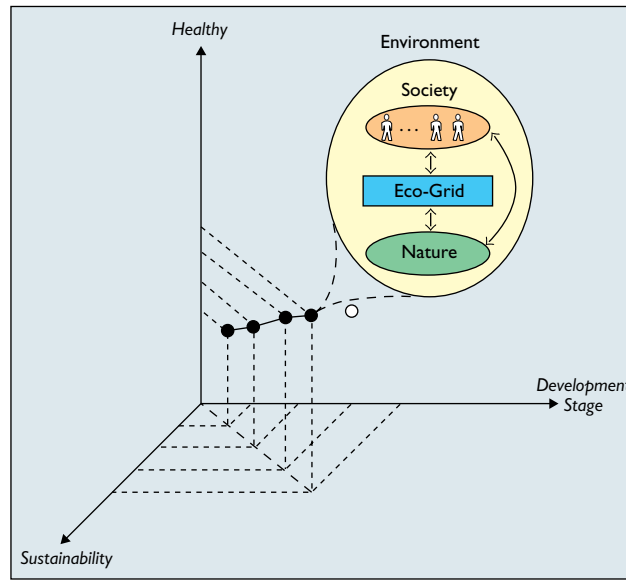 Healthy
Environment
Society
...
Eco-Grid
Nature
Development
Stage
Sustainability